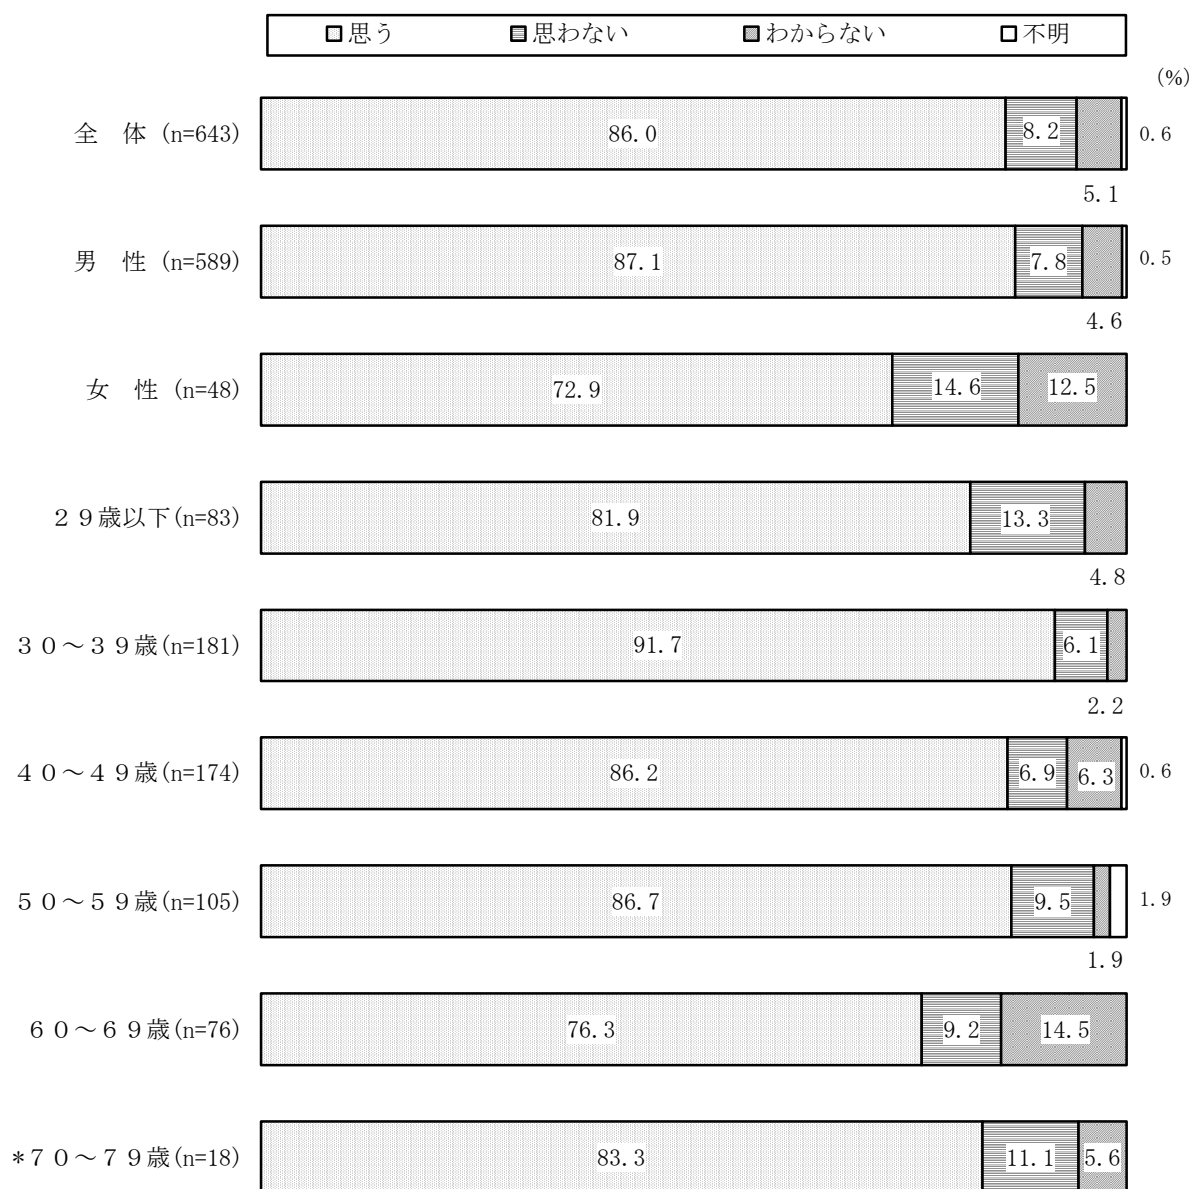 思う 思わない わからない 不明
(%)
全 体 (n=643) 86.0 8.2 0.6
5.1
男 性 (n=589) 87.1 7.8 0.5
4.6
女 性 (n=48) 72.9 14.6 12.5
２９歳以下(n=83) 81.9 13.3
4.8
３０～３９歳(n=181) 91.7 6.1
2.2
４０～４９歳(n=174) 86.2 6.9 6.3 0.6
５０～５９歳(n=105) 86.7 9.5 1.9
1.9
６０～６９歳(n=76) 76.3 9.2 14.5
*７０～７９歳(n=18) 83.3 11.1 5.6